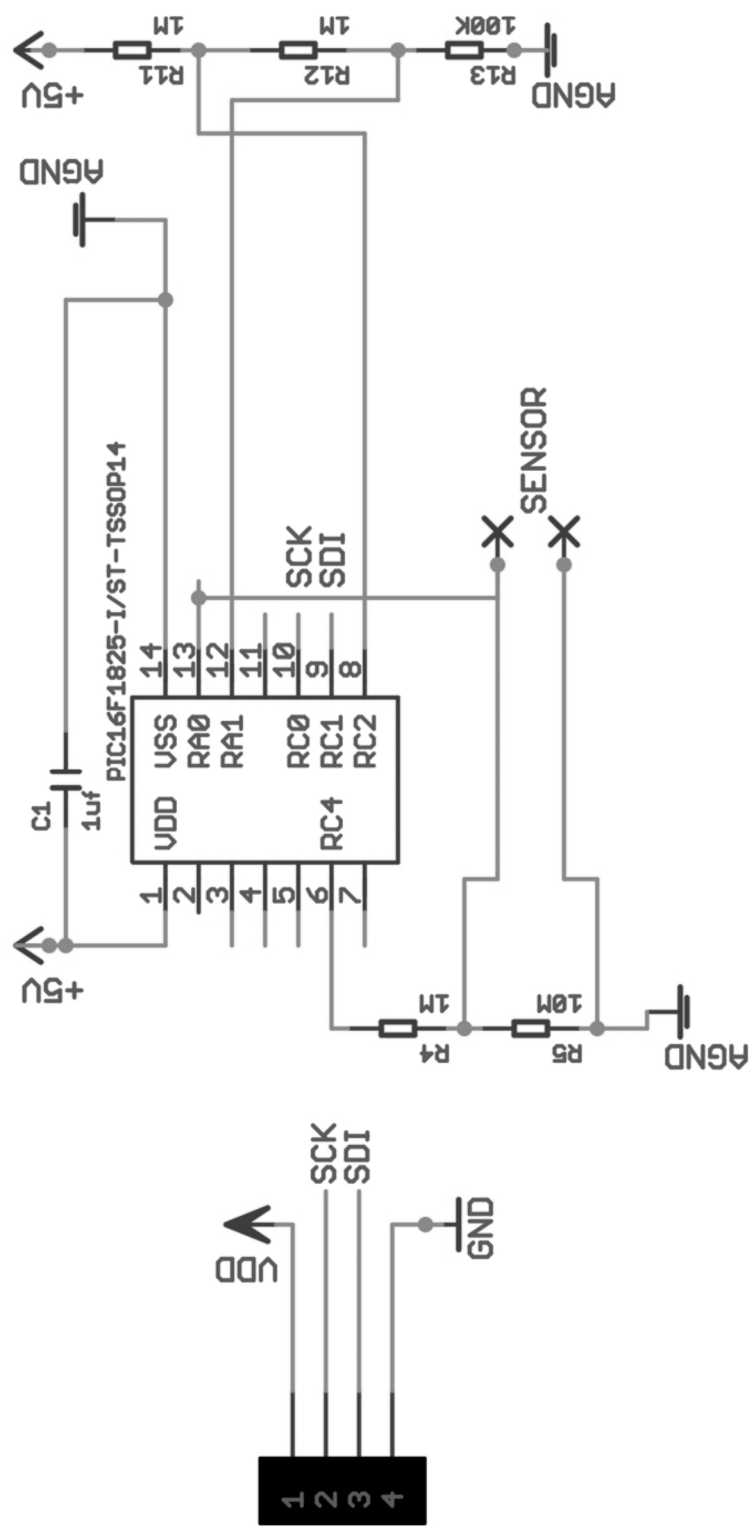 +5V
R11
1M
R12
1M
R13
100K
AGND
AGND
C1
1uf
+5V
PIC16F1825-I/ST-TSSOP14
VDD
VSS
RA0
RA1
RC0
RC1
RC2
RC4
1
2
3
4
5
6
7
14
13
12
11
10
9
8
SCK
SDI
SENSOR
R4
1M
R5
10M
AGND
VDD
SCK
SDI
GND
1
2
3
4